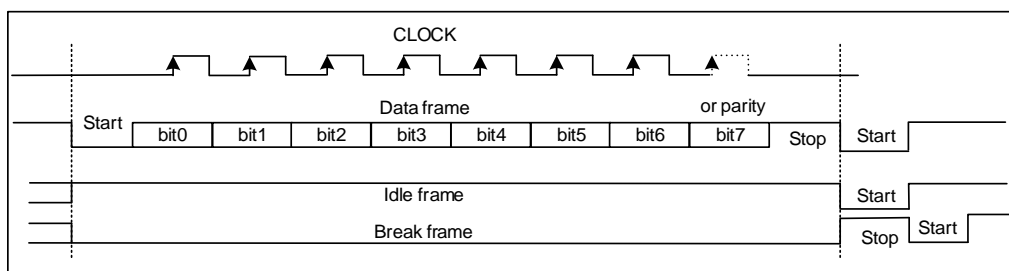 CLOCK
Data frame
or parity
Start
bit0 bit1 bit2 bit3 bit4 bit5 bit6 bit7 Stop Start
Idle frame Start
Break frame Stop Start